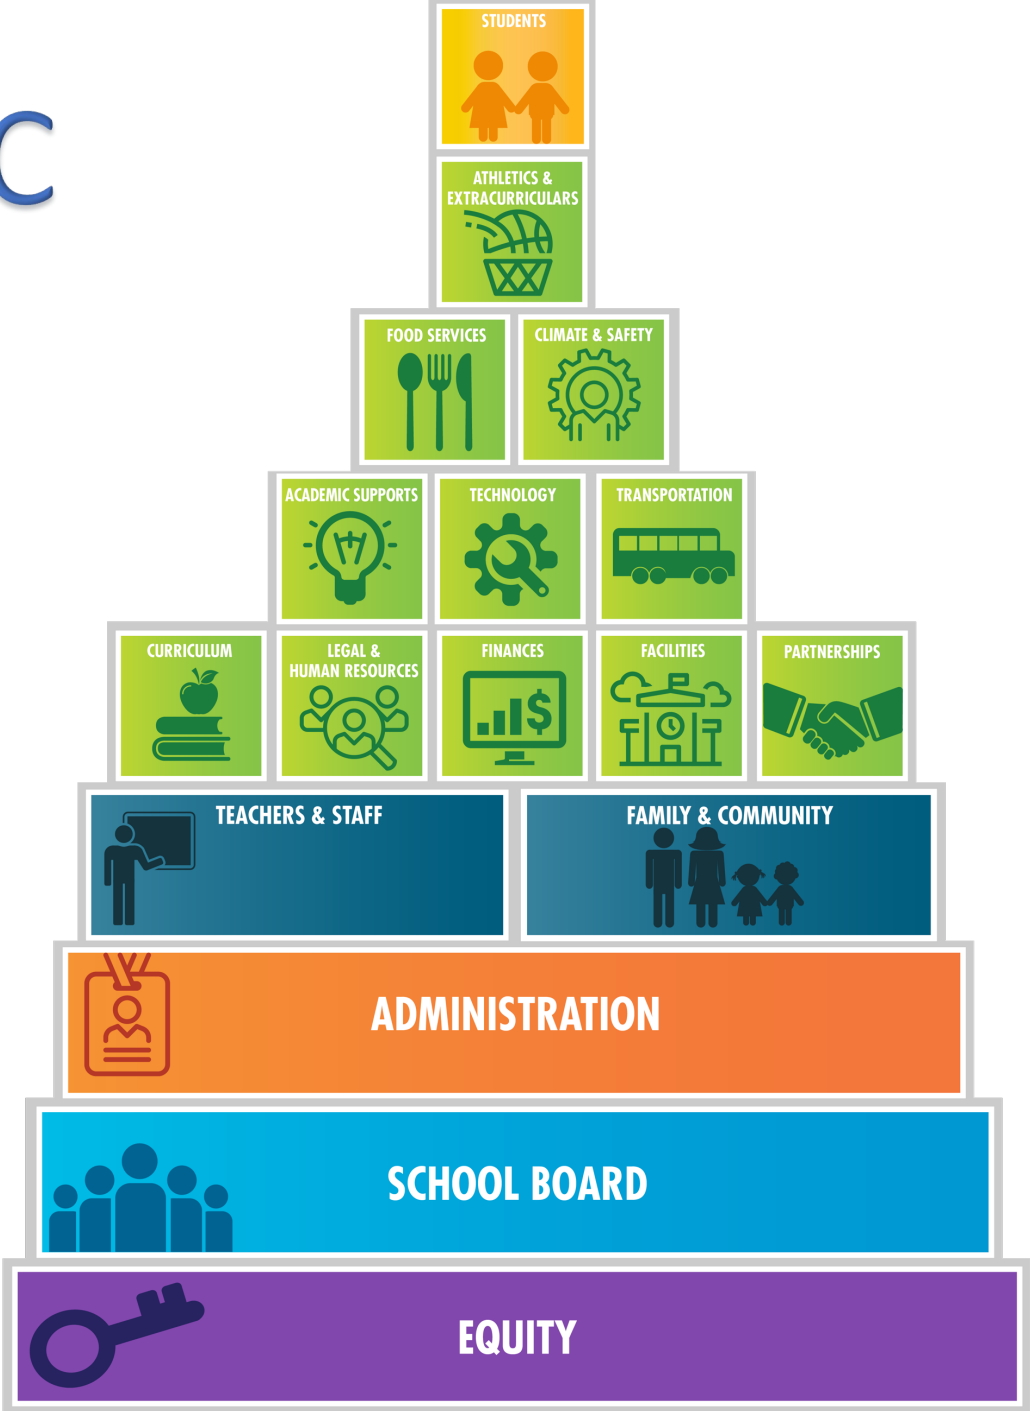 C
STUDENTS
ATHLETICS &
EXTRACURRICULARS
FOOD SERVICES
CLIMATE & SAFETY
ACADEMIC SUPPORTS
TECHNOLOGY
TRANSPORTATION
CURRICULUM
LEGAL &
HUMAN RESOURCES
FINANCES
FACILITIES
PARTNERSHIPS
$
TEACHERS & STAFF
FAMILY & COMMUNITY
ADMINISTRATION
SCHOOL BOARD
EQUITY